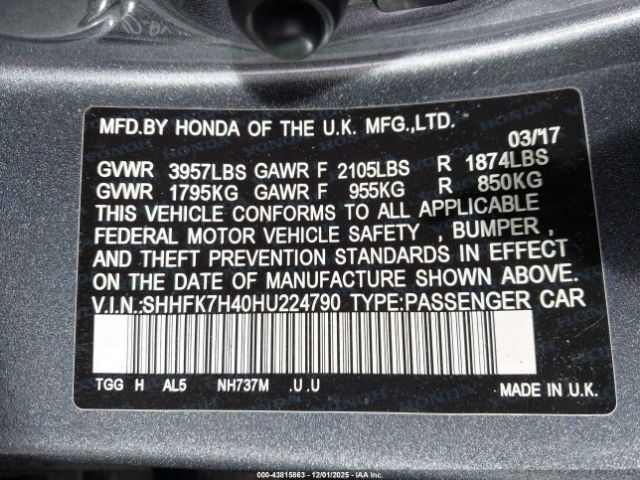 MFD.BY HONDA OF THE U.K. MFG.,LTD.
03/'17
GVWR 3957LBS GAWR F 2105LBS R 1874LBS
GVWR 1795KG GAWR F 955KG R 850KG
THIS VEHICLE CONFORMS TO ALL APPLICABLE
FEDERAL MOTOR VEHICLE SAFETY , BUMPER ,
AND THEFT PREVENTION STANDARDS IN EFFECT
ON THE DATE OF MANUFACTURE SHOWN ABOVE.
V.I.N.:SHHFK7H40HU224790 TYPE:PASSENGER CAR
TGG H AL5 NH737M .U .U
MADE IN U.K.
000-43815863 - 12/01/2025 - IAAI.CA